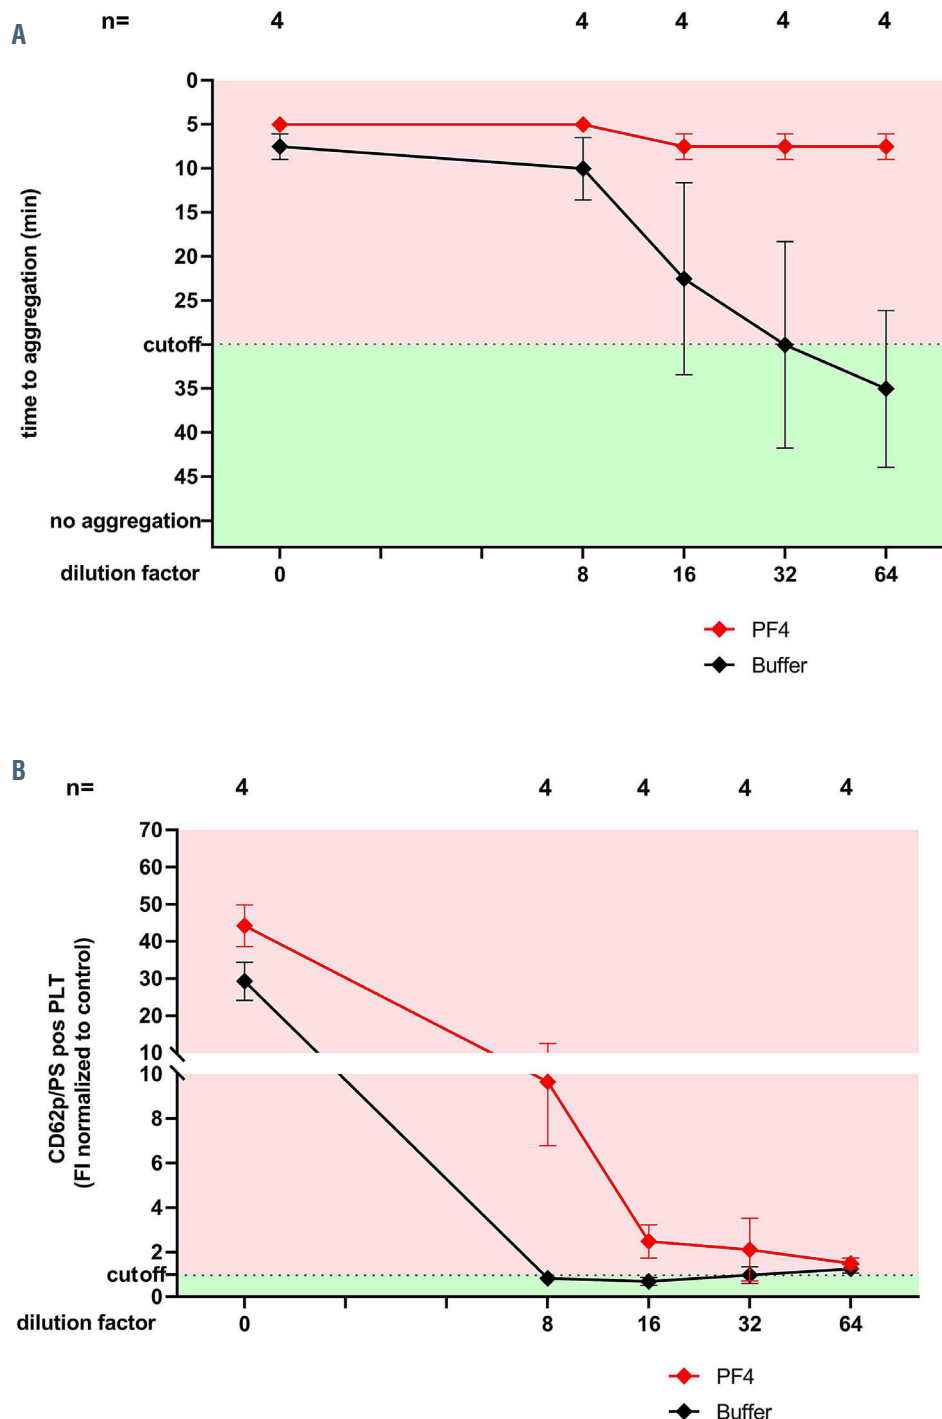 A
n= 4 4 4 4 4
0
5
10
15
20
25
cutoff
35
40
45
no aggregation
time to aggregation (min)
dilution factor 0 8 16 32 64
PF4
Buffer
B
n= 4 4 4 4 4
70
60
50
40
30
20
10
10
8
6
4
2
cutoff
0
CD62p/PS pos PLT
(FI normalized to control)
dilution factor 0 8 16 32 64
PF4
Buffer